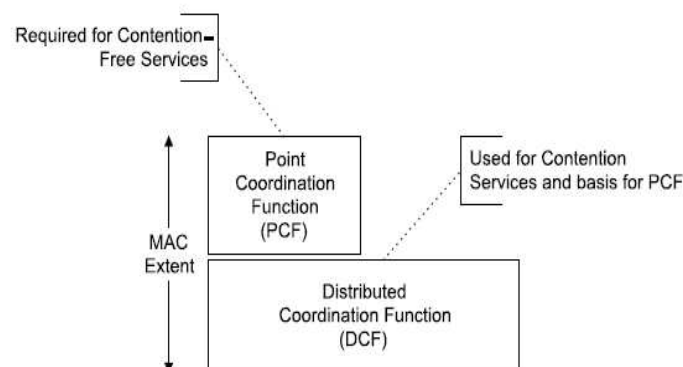 Required for Contention-
Free Services
Point
Coordination
Function
(PCF)
Used for Contention
Services and basis for PCF
MAC
Extent
Distributed
Coordination Function
(DCF)